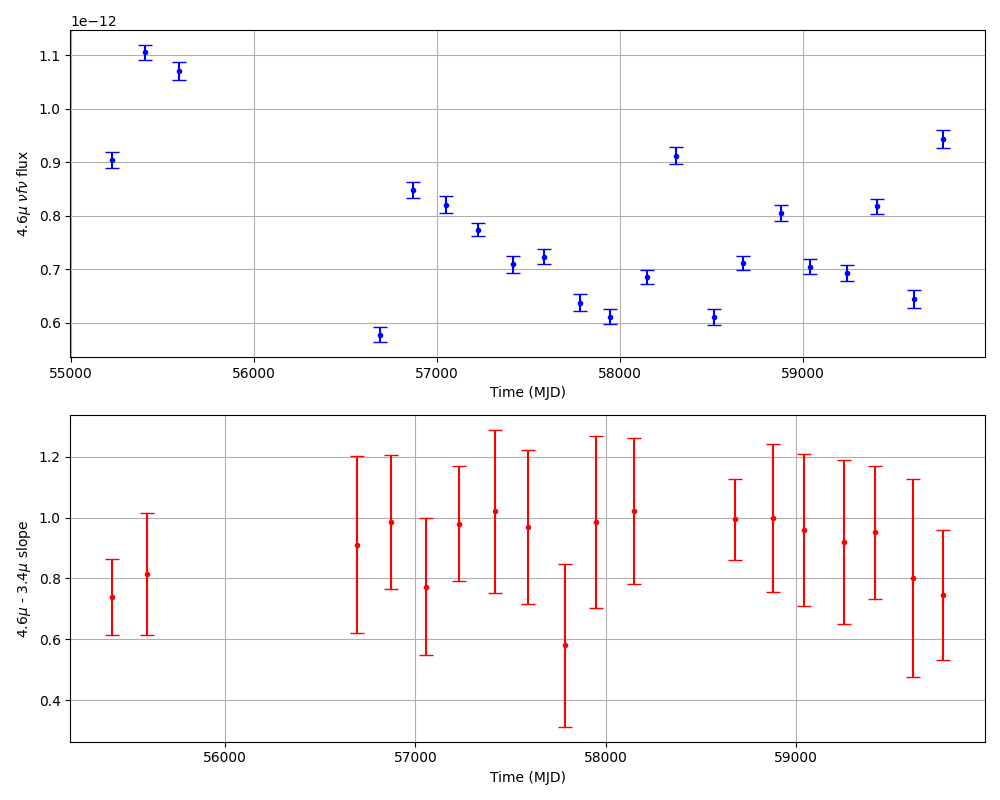 1e−12
1.1
1.0
0.9
0.8
0.7
0.6
4.6μ νfν flux
55000 56000 57000 58000 59000
Time (MJD)
1.2
1.0
0.8
0.6
0.4
4.6μ - 3.4μ slope
56000 57000 58000 59000
Time (MJD)